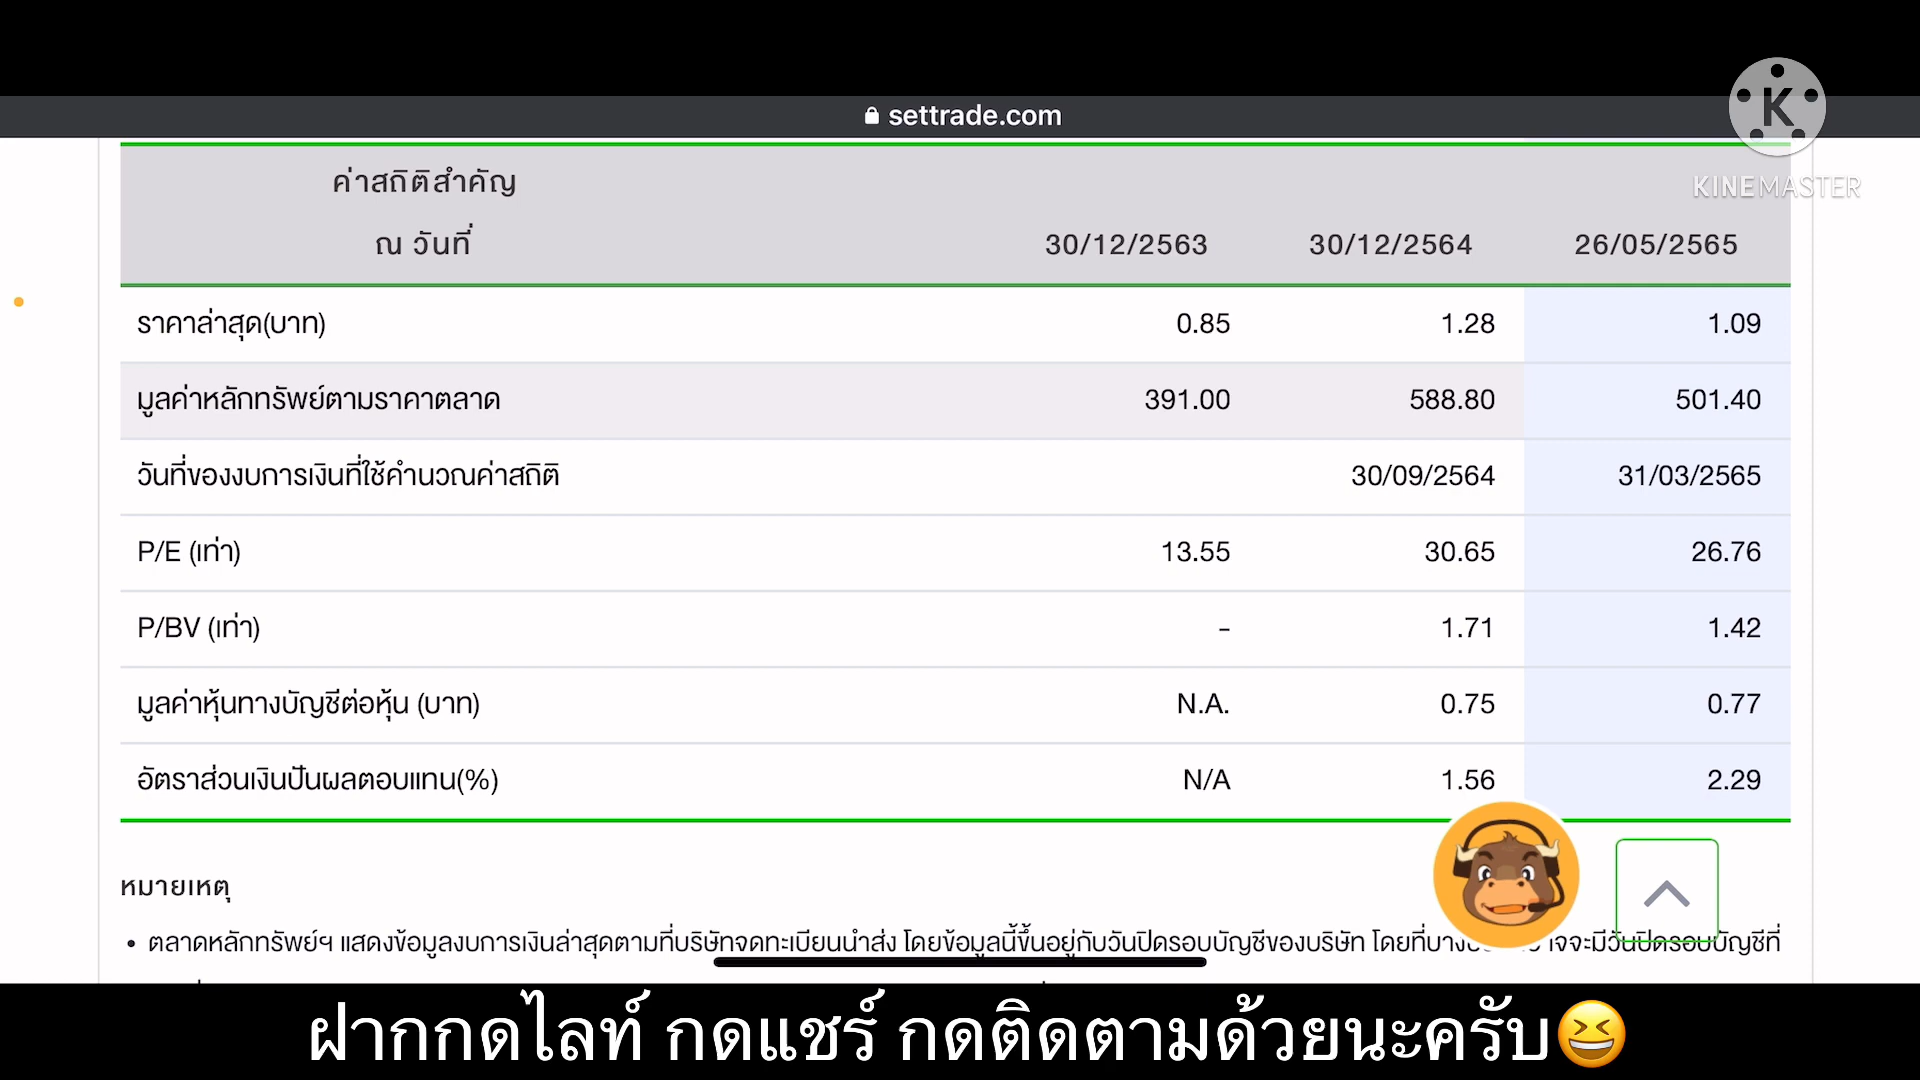 settrade.com
K
KINEMASTER
ค่าสถิติสำคัญ
ณ วันที่ 30/12/2563 30/12/2564 26/05/2565
ราคาล่าสุด(บาท) 0.85 1.28 1.09
มูลค่าหลักทรัพย์ตามราคาตลาด 391.00 588.80 501.40
วันที่ของงบการเงินที่ใช้คำนวณค่าสถิติ 30/09/2564 31/03/2565
P/E (เท่า) 13.55 30.65 26.76
P/BV (เท่า) - 1.71 1.42
มูลค่าหุ้นทางบัญชีต่อหุ้น (บาท) N.A. 0.75 0.77
อัตราส่วนเงินปันผลตอบแทน(%) N/A 1.56 2.29
หมายเหตุ
• ตลาดหลักทรัพย์ฯ แสดงข้อมูลงบการเงินล่าสุดตามที่บริษัทจดทะเบียนนำส่ง โดยข้อมูลนี้ขึ้นอยู่กับวันปิดรอบบัญชีของบริษัท โดยที่ มีวันปิดรอบบัญชีที่
ฝากกดไลท์ กดแชร์ กดติดตามด้วยนะครับ😆